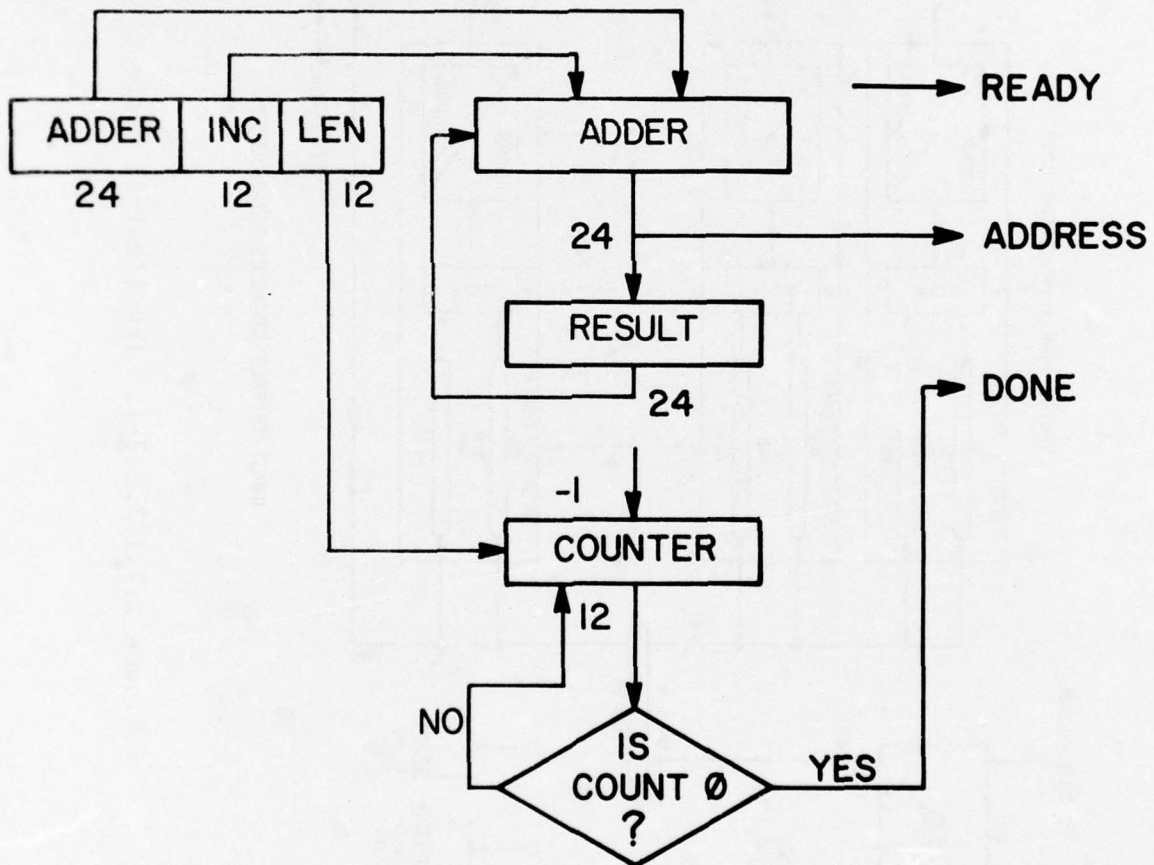 ADDER INC LEN
24 12 12
ADDER
READY
24
ADDRESS
RESULT
24
DONE
-1
COUNTER
12
NO
IS
COUNT Ø
?
YES